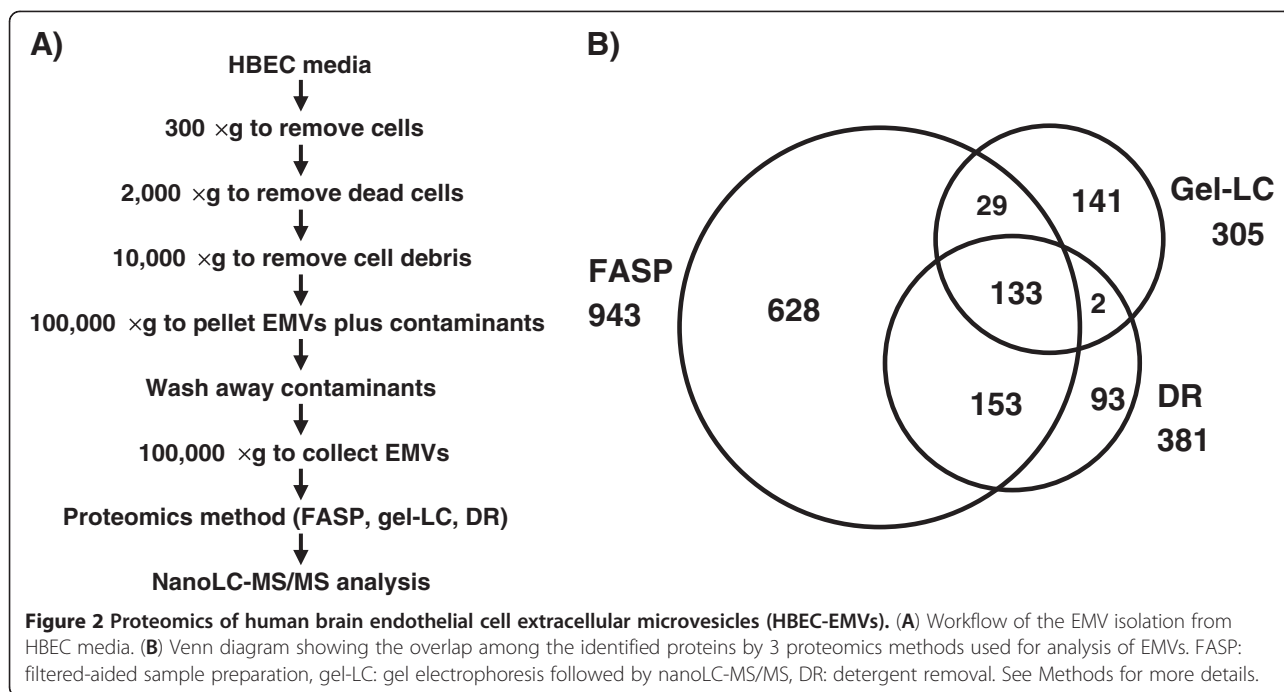 A)
HBEC media
300 ×g to remove cells
2,000 ×g to remove dead cells
10,000 ×g to remove cell debris
100,000 ×g to pellet EMVs plus contaminants
Wash away contaminants
100,000 ×g to collect EMVs
Proteomics method (FASP, gel-LC, DR)
NanoLC-MS/MS analysis
B)
FASP
943
628
29
141
Gel-LC
305
133
2
153
93
DR
381
Figure 2 Proteomics of human brain endothelial cell extracellular microvesicles (HBEC-EMVs). (A) Workflow of the EMV isolation from
HBEC media. (B) Venn diagram showing the overlap among the identified proteins by 3 proteomics methods used for analysis of EMVs. FASP:
filtered-aided sample preparation, gel-LC: gel electrophoresis followed by nanoLC-MS/MS, DR: detergent removal. See Methods for more details.